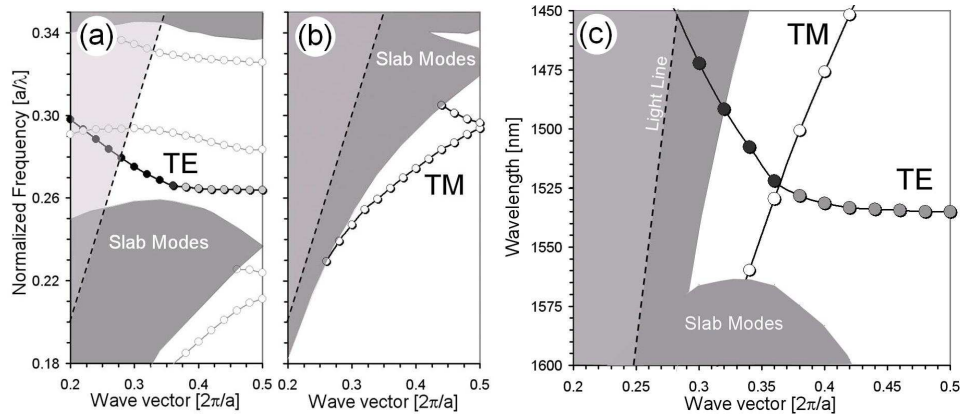 (a)
Normalized Frequency [a/λ]
0.34
0.30
0.26
0.22
0.18
TE
Slab Modes
0.2 0.3 0.4 0.5
Wave vector [2π/a]
(b)
Slab Modes
TM
0.2 0.3 0.4 0.5
Wave vector [2π/a]
(c)
Wavelength [nm]
1450
1475
1500
1525
1550
1575
1600
Light Line
TM
TE
Slab Modes
0.2 0.25 0.3 0.35 0.4 0.45 0.5
Wave vector [2π/a]